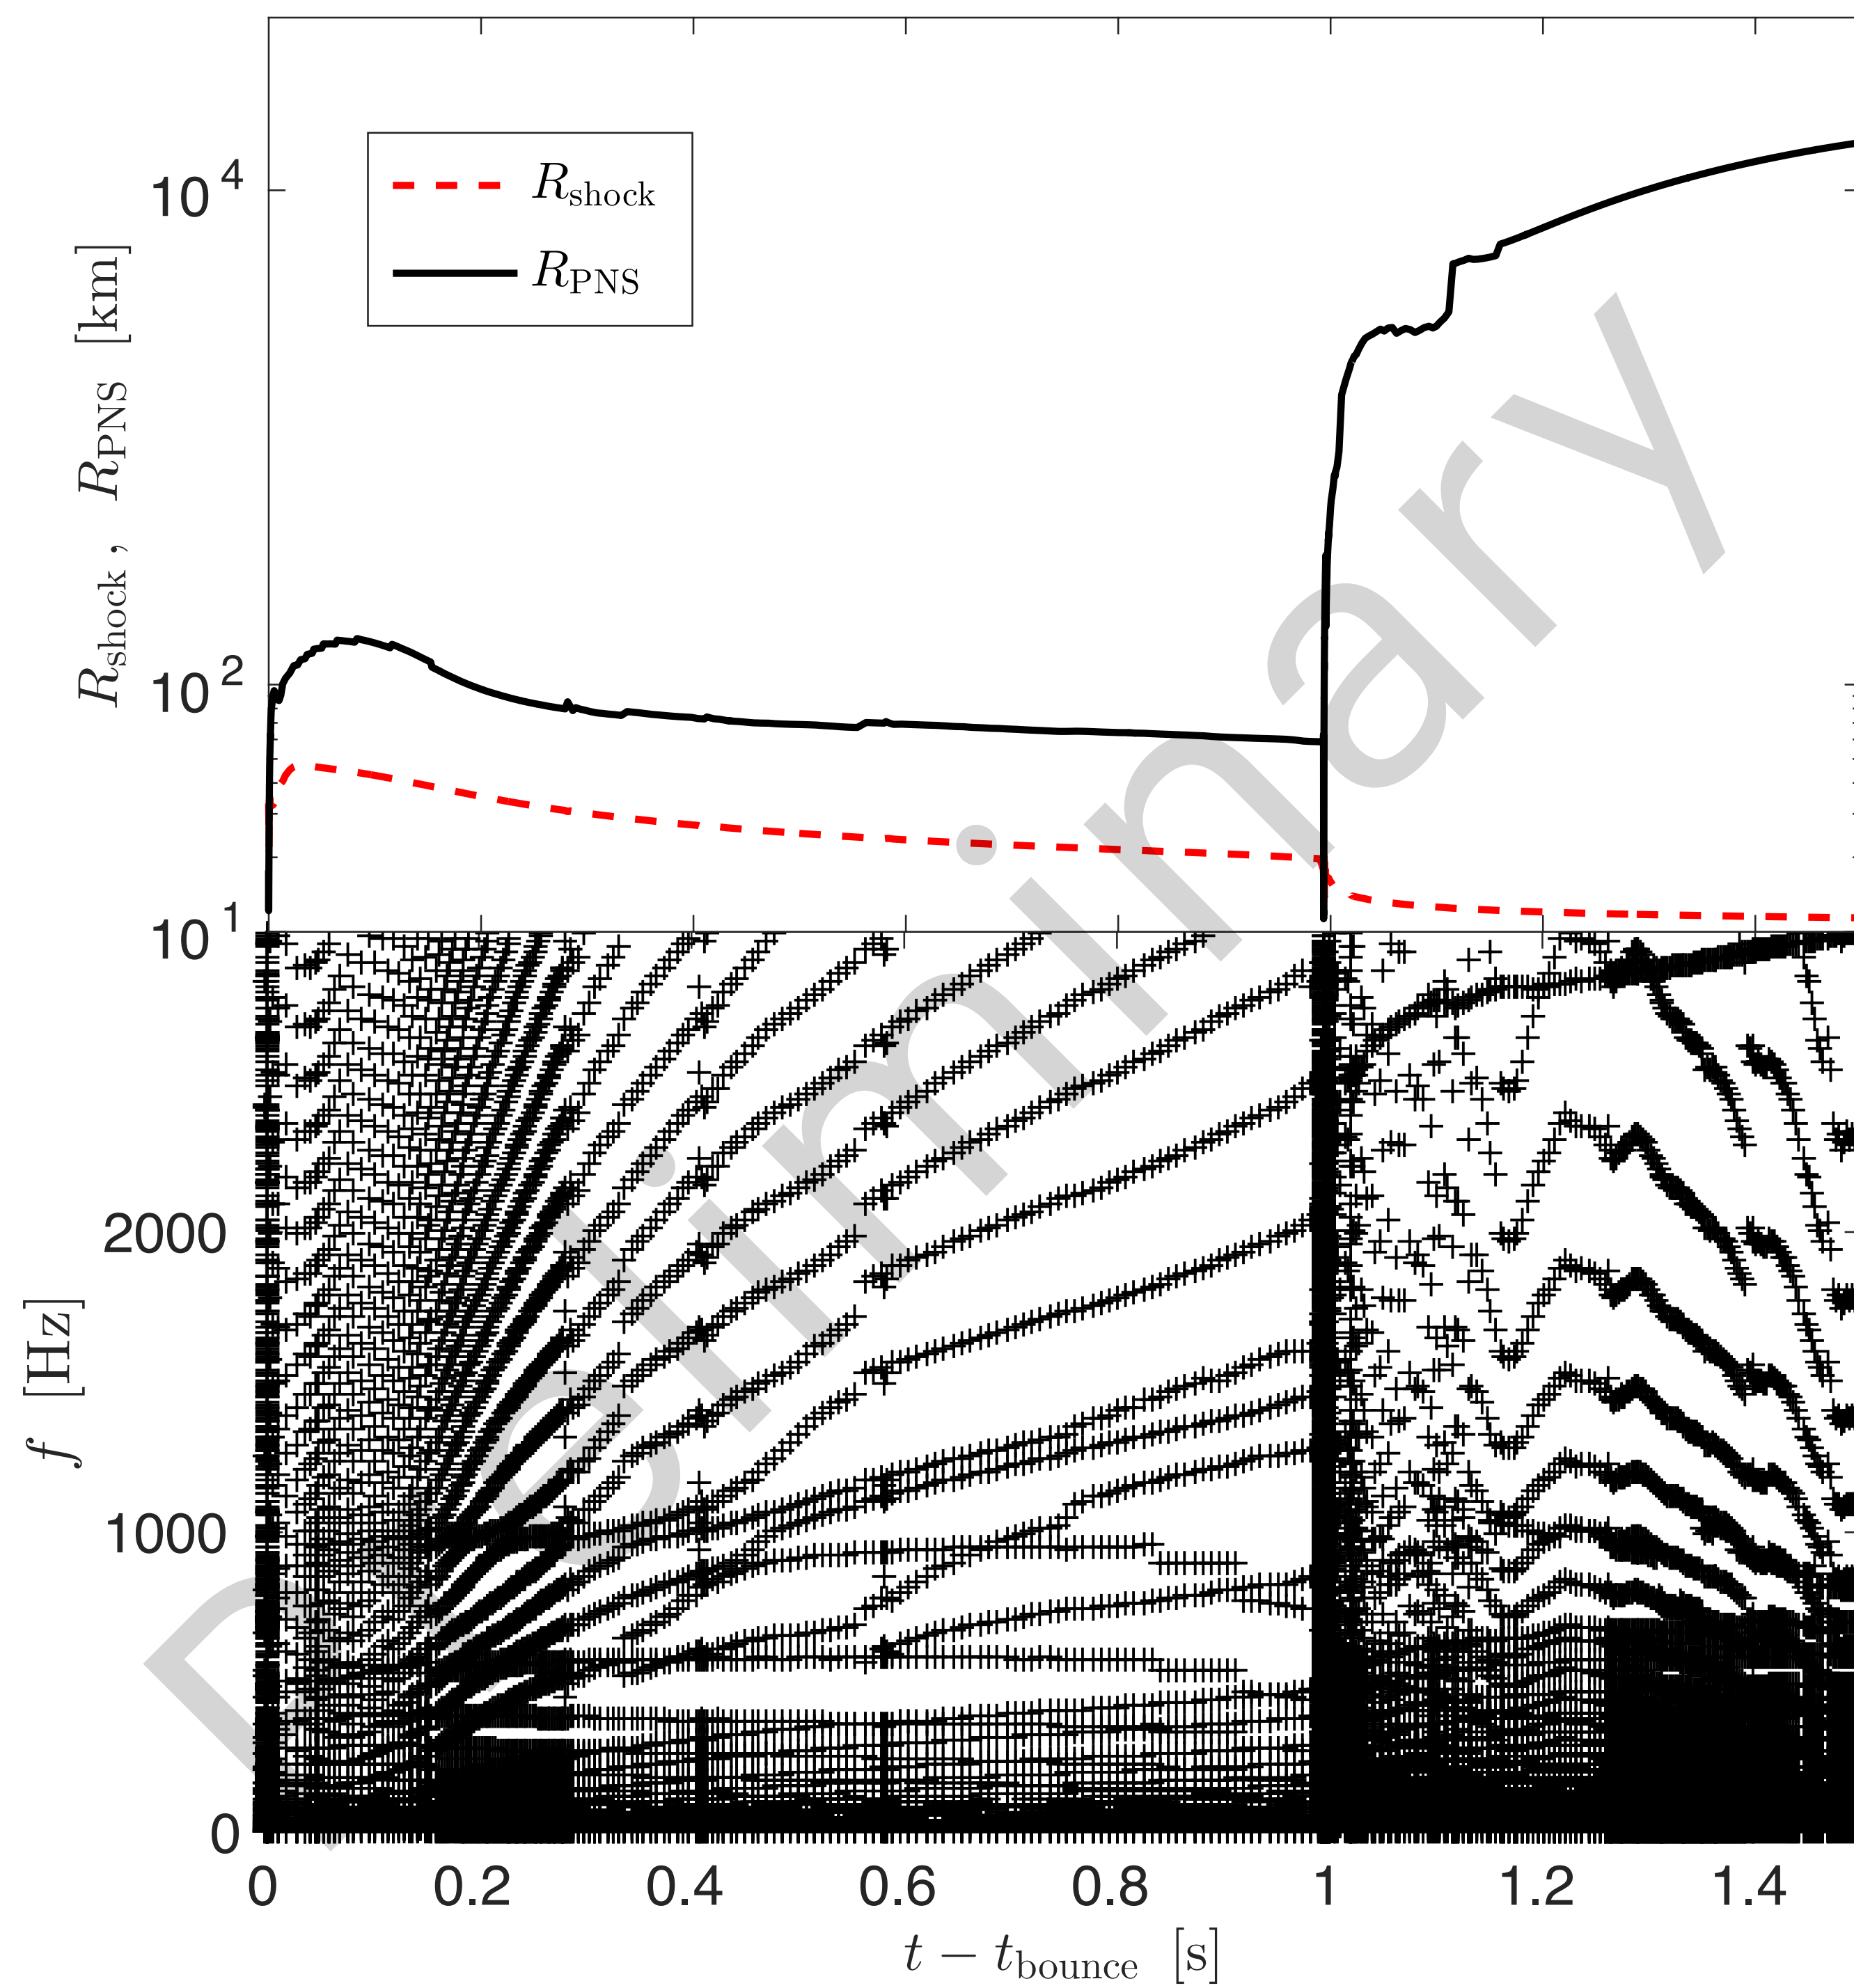 10^4
R_shock
R_PNS
R_shock , R_PNS [km]
10^2
10^1
2000
1000
0
f [Hz]
0 0.2 0.4 0.6 0.8 1 1.2 1.4
t − t_bounce [s]
Preliminary